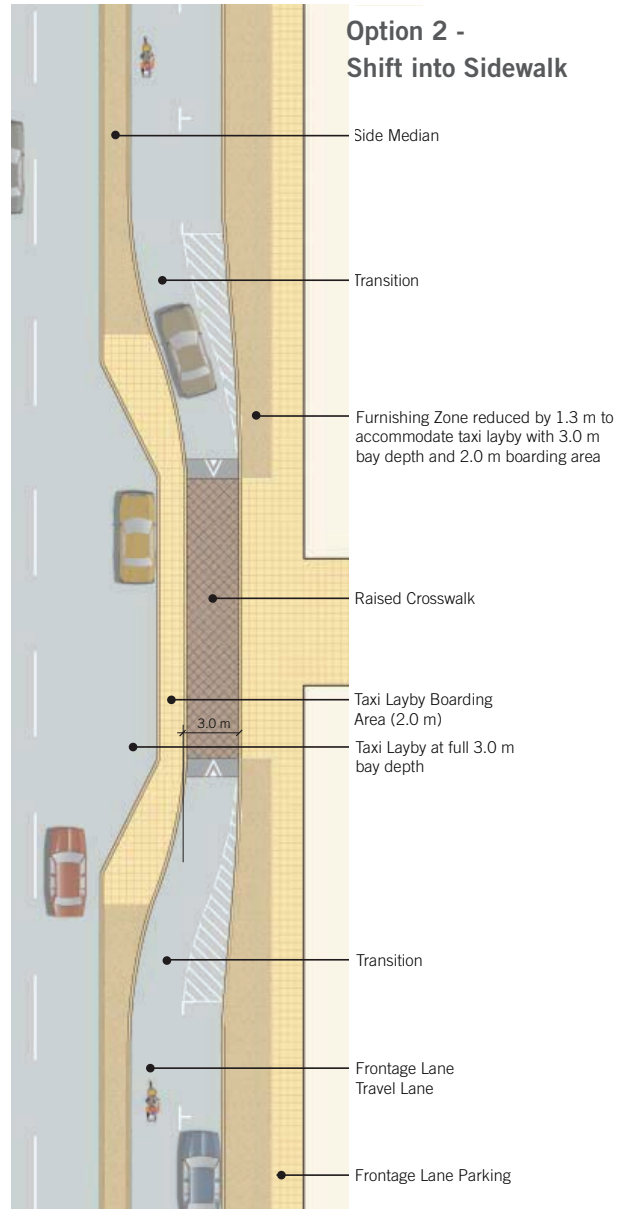 Option 2 -
Shift into Sidewalk
Side Median
Transition
Furnishing Zone reduced by 1.3 m to
accommodate taxi layby with 3.0 m
bay depth and 2.0 m boarding area
Raised Crosswalk
Taxi Layby Boarding
Area (2.0 m)
3.0 m
Taxi Layby at full 3.0 m
bay depth
Transition
Frontage Lane
Travel Lane
Frontage Lane Parking